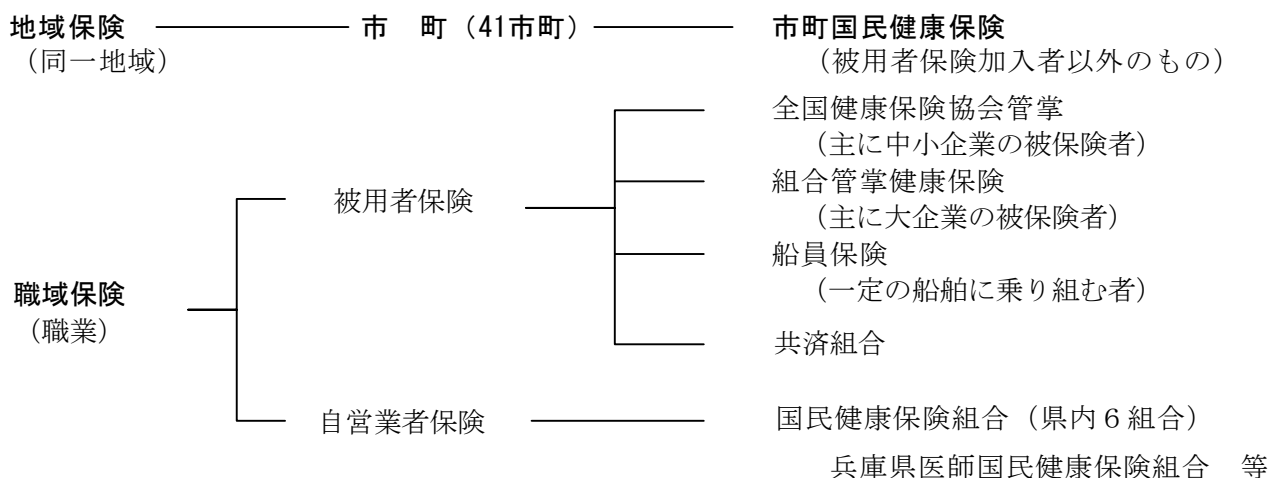 地域保険 市 町（41市町） 市町国民健康保険
（同一地域） （被用者保険加入者以外のもの）
全国健康保険協会管掌
（主に中小企業の被保険者）
被用者保険 組合管掌健康保険
（主に大企業の被保険者）
船員保険
職域保険 （一定の船舶に乗り組む者）
（職業）
共済組合
自営業者保険 国民健康保険組合（県内６組合）
兵庫県医師国民健康保険組合 等